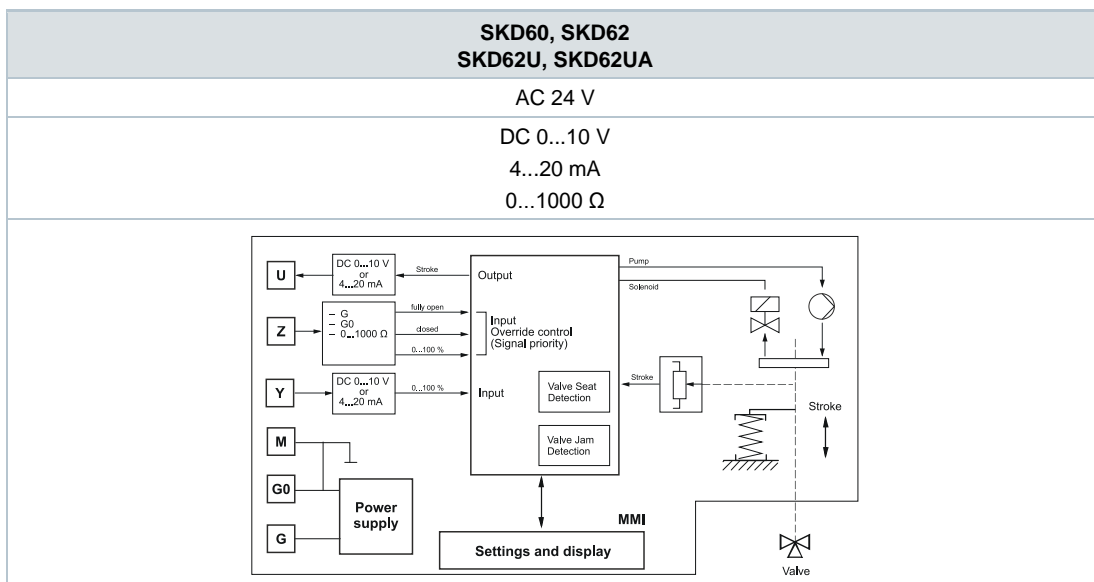 SKD60, SKD62
SKD62U, SKD62UA
AC 24 V
DC 0...10 V
4...20 mA
0...1000 Ω
U
DC 0...10 V
or
4...20 mA
Stroke
Output
Pump
Solenoid
Z
– G
– G0
– 0...1000 Ω
fully open
closed
0...100 %
Input
Override control
(Signal priority)
Y
DC 0...10 V
or
4...20 mA
0...100 %
Input
Valve Seat
Detection
Valve Jam
Detection
Stroke
Stroke
M
G0
G
Power
supply
MMI
Settings and display
Valve